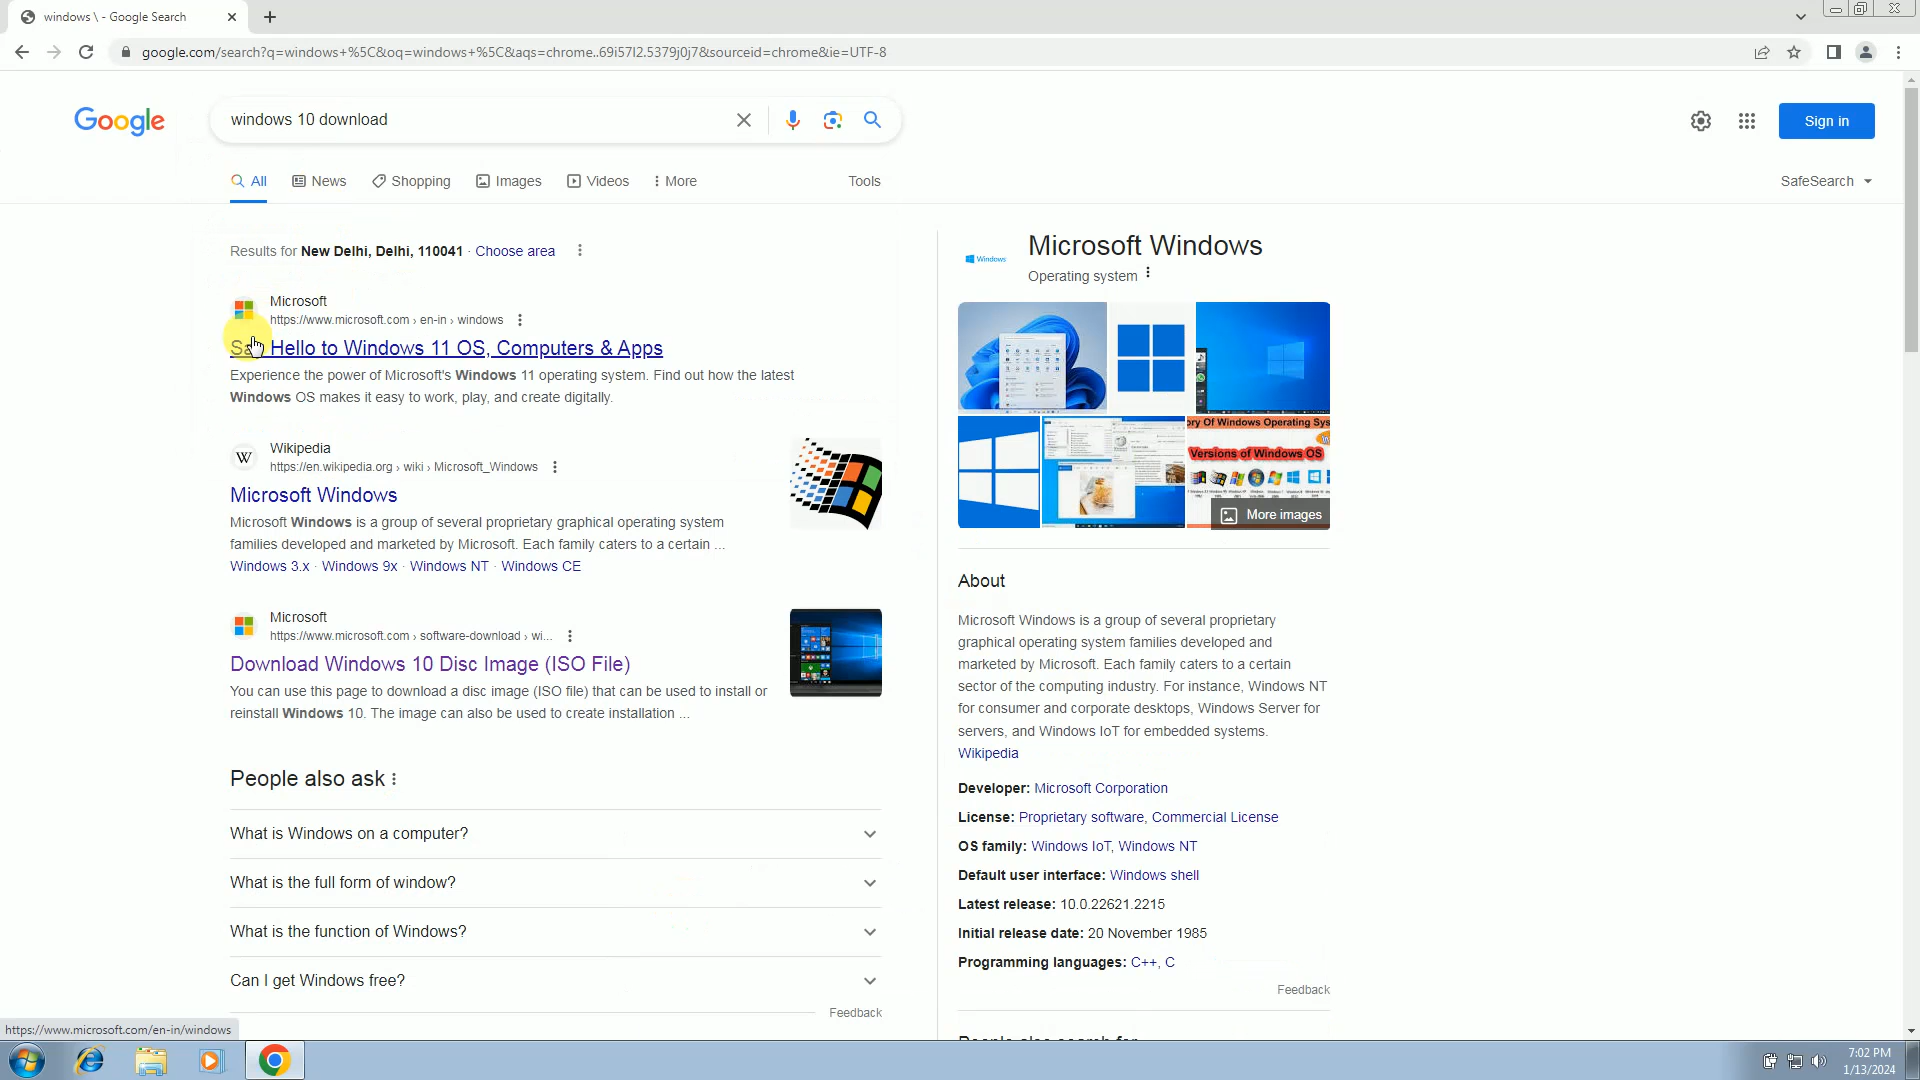 windows \ - Google Search
google.com/search?q=windows+%5C&oq=windows+%5C&aqs=chrome..69i57l2.5379j0j7&sourceid=chrome&ie=UTF-8
Google
windows 10 download
Sign in
All
News
Shopping
Images
Videos
More
Tools
SafeSearch
Results for New Delhi, Delhi, 110041 · Choose area
Microsoft
https://www.microsoft.com › en-in › windows
Say Hello to Windows 11 OS, Computers & Apps
Experience the power of Microsoft's Windows 11 operating system. Find out how the latest
Windows OS makes it easy to work, play, and create digitally.
Wikipedia
https://en.wikipedia.org › wiki › Microsoft_Windows
Microsoft Windows
Microsoft Windows is a group of several proprietary graphical operating system
families developed and marketed by Microsoft. Each family caters to a certain ...
Windows 3.x · Windows 9x · Windows NT · Windows CE
Microsoft
https://www.microsoft.com › software-download › wi...
Download Windows 10 Disc Image (ISO File)
You can use this page to download a disc image (ISO file) that can be used to install or
reinstall Windows 10. The image can also be used to create installation ...
People also ask
What is Windows on a computer?
What is the full form of window?
What is the function of Windows?
Can I get Windows free?
Feedback
Windows
Microsoft Windows
Operating system
ory Of Windows Operating Sys
Versions of Windows OS
More images
About
Microsoft Windows is a group of several proprietary
graphical operating system families developed and
marketed by Microsoft. Each family caters to a certain
sector of the computing industry. For instance, Windows NT
for consumer and corporate desktops, Windows Server for
servers, and Windows IoT for embedded systems.
Wikipedia
Developer: Microsoft Corporation
License: Proprietary software, Commercial License
OS family: Windows IoT, Windows NT
Default user interface: Windows shell
Latest release: 10.0.22621.2215
Initial release date: 20 November 1985
Programming languages: C++, C
Feedback
People also search for
https://www.microsoft.com/en-in/windows
7:02 PM
1/13/2024